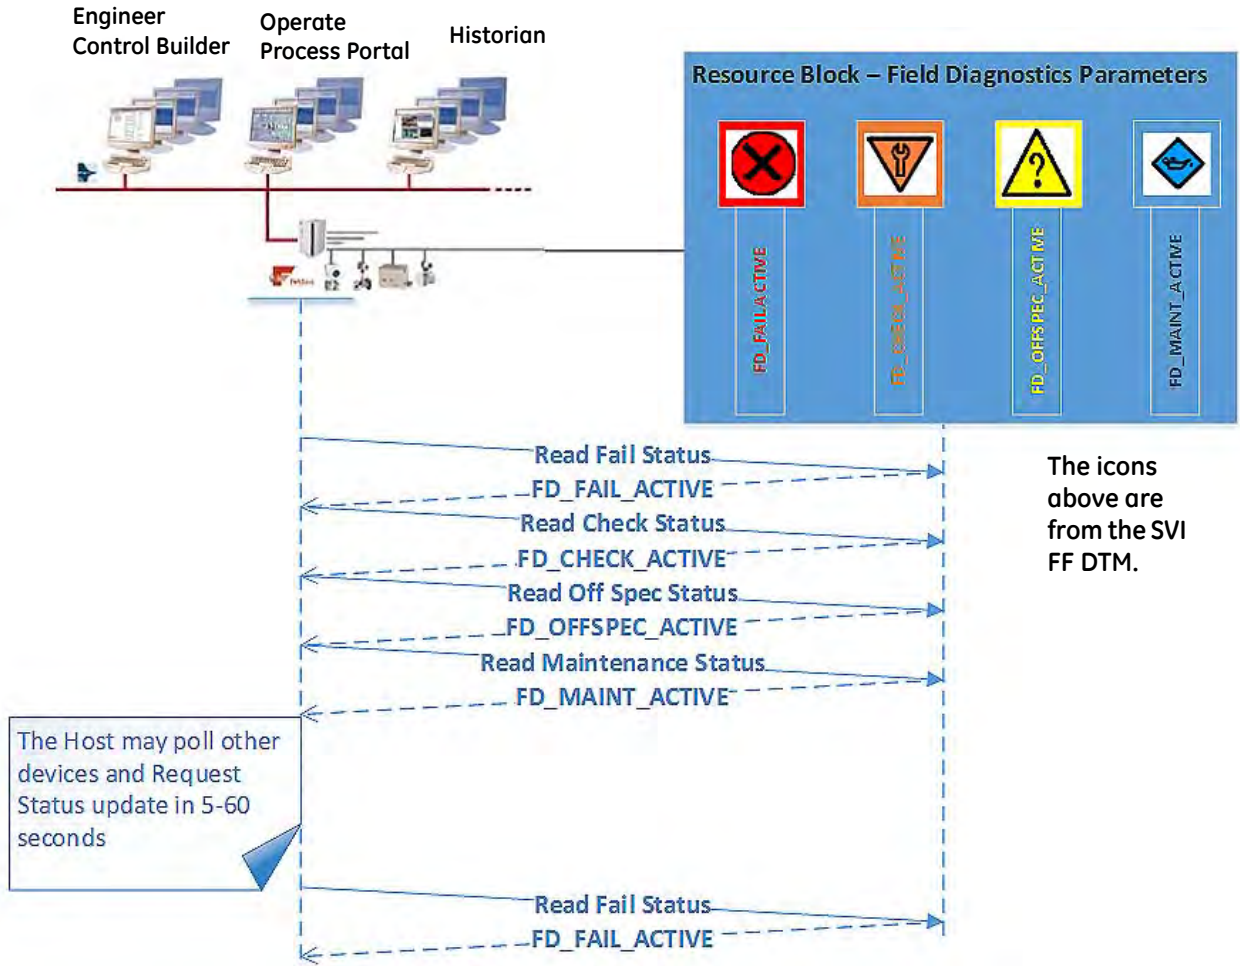 Engineer
Control Builder
Operate
Process Portal
Historian
Resource Block – Field Diagnostics Parameters
FD_FAILACTIVE
FD_CHECK_ACTIVE
FD_OFFSPEC_ACTIVE
FD_MAINT_ACTIVE
Read Fail Status
FD_FAIL_ACTIVE
Read Check Status
FD_CHECK_ACTIVE
Read Off Spec Status
FD_OFFSPEC_ACTIVE
Read Maintenance Status
FD_MAINT_ACTIVE
The icons
above are
from the SVI
FF DTM.
The Host may poll other
devices and Request
Status update in 5-60
seconds
Read Fail Status
FD_FAIL_ACTIVE